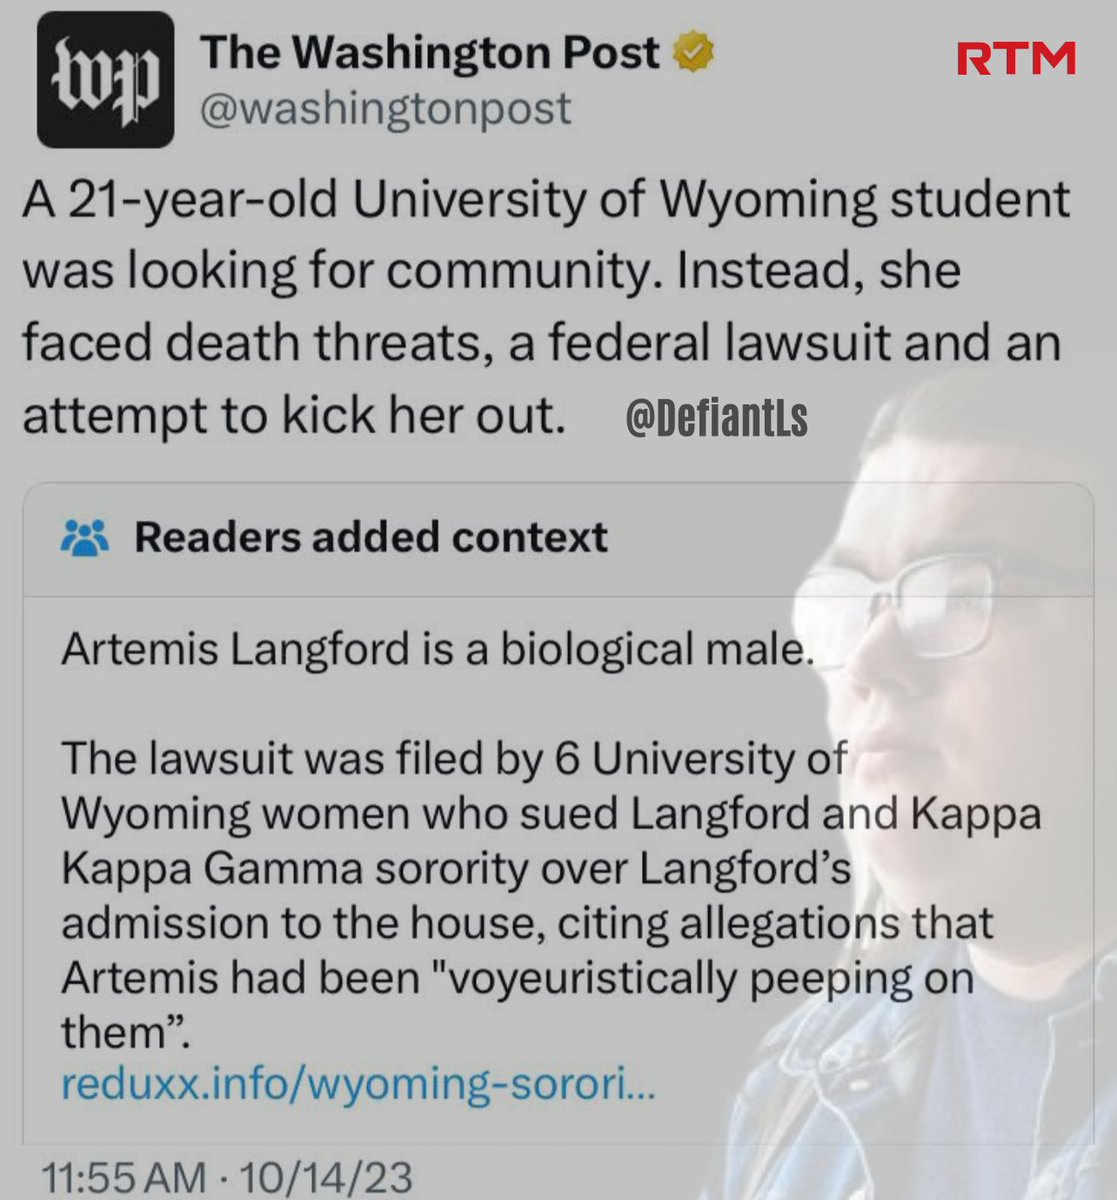 wp
The Washington Post
RTM
@washingtonpost
A 21-year-old University of Wyoming student
was looking for community. Instead, she
faced death threats, a federal lawsuit and an
attempt to kick her out. @DefiantLs
Readers added context
Artemis Langford is a biological male.
The lawsuit was filed by 6 University of
Wyoming women who sued Langford and Kappa
Kappa Gamma sorority over Langford’s
admission to the house, citing allegations that
Artemis had been "voyeuristically peeping on
them”.
reduxx.info/wyoming-sorori...
11:55 AM · 10/14/23